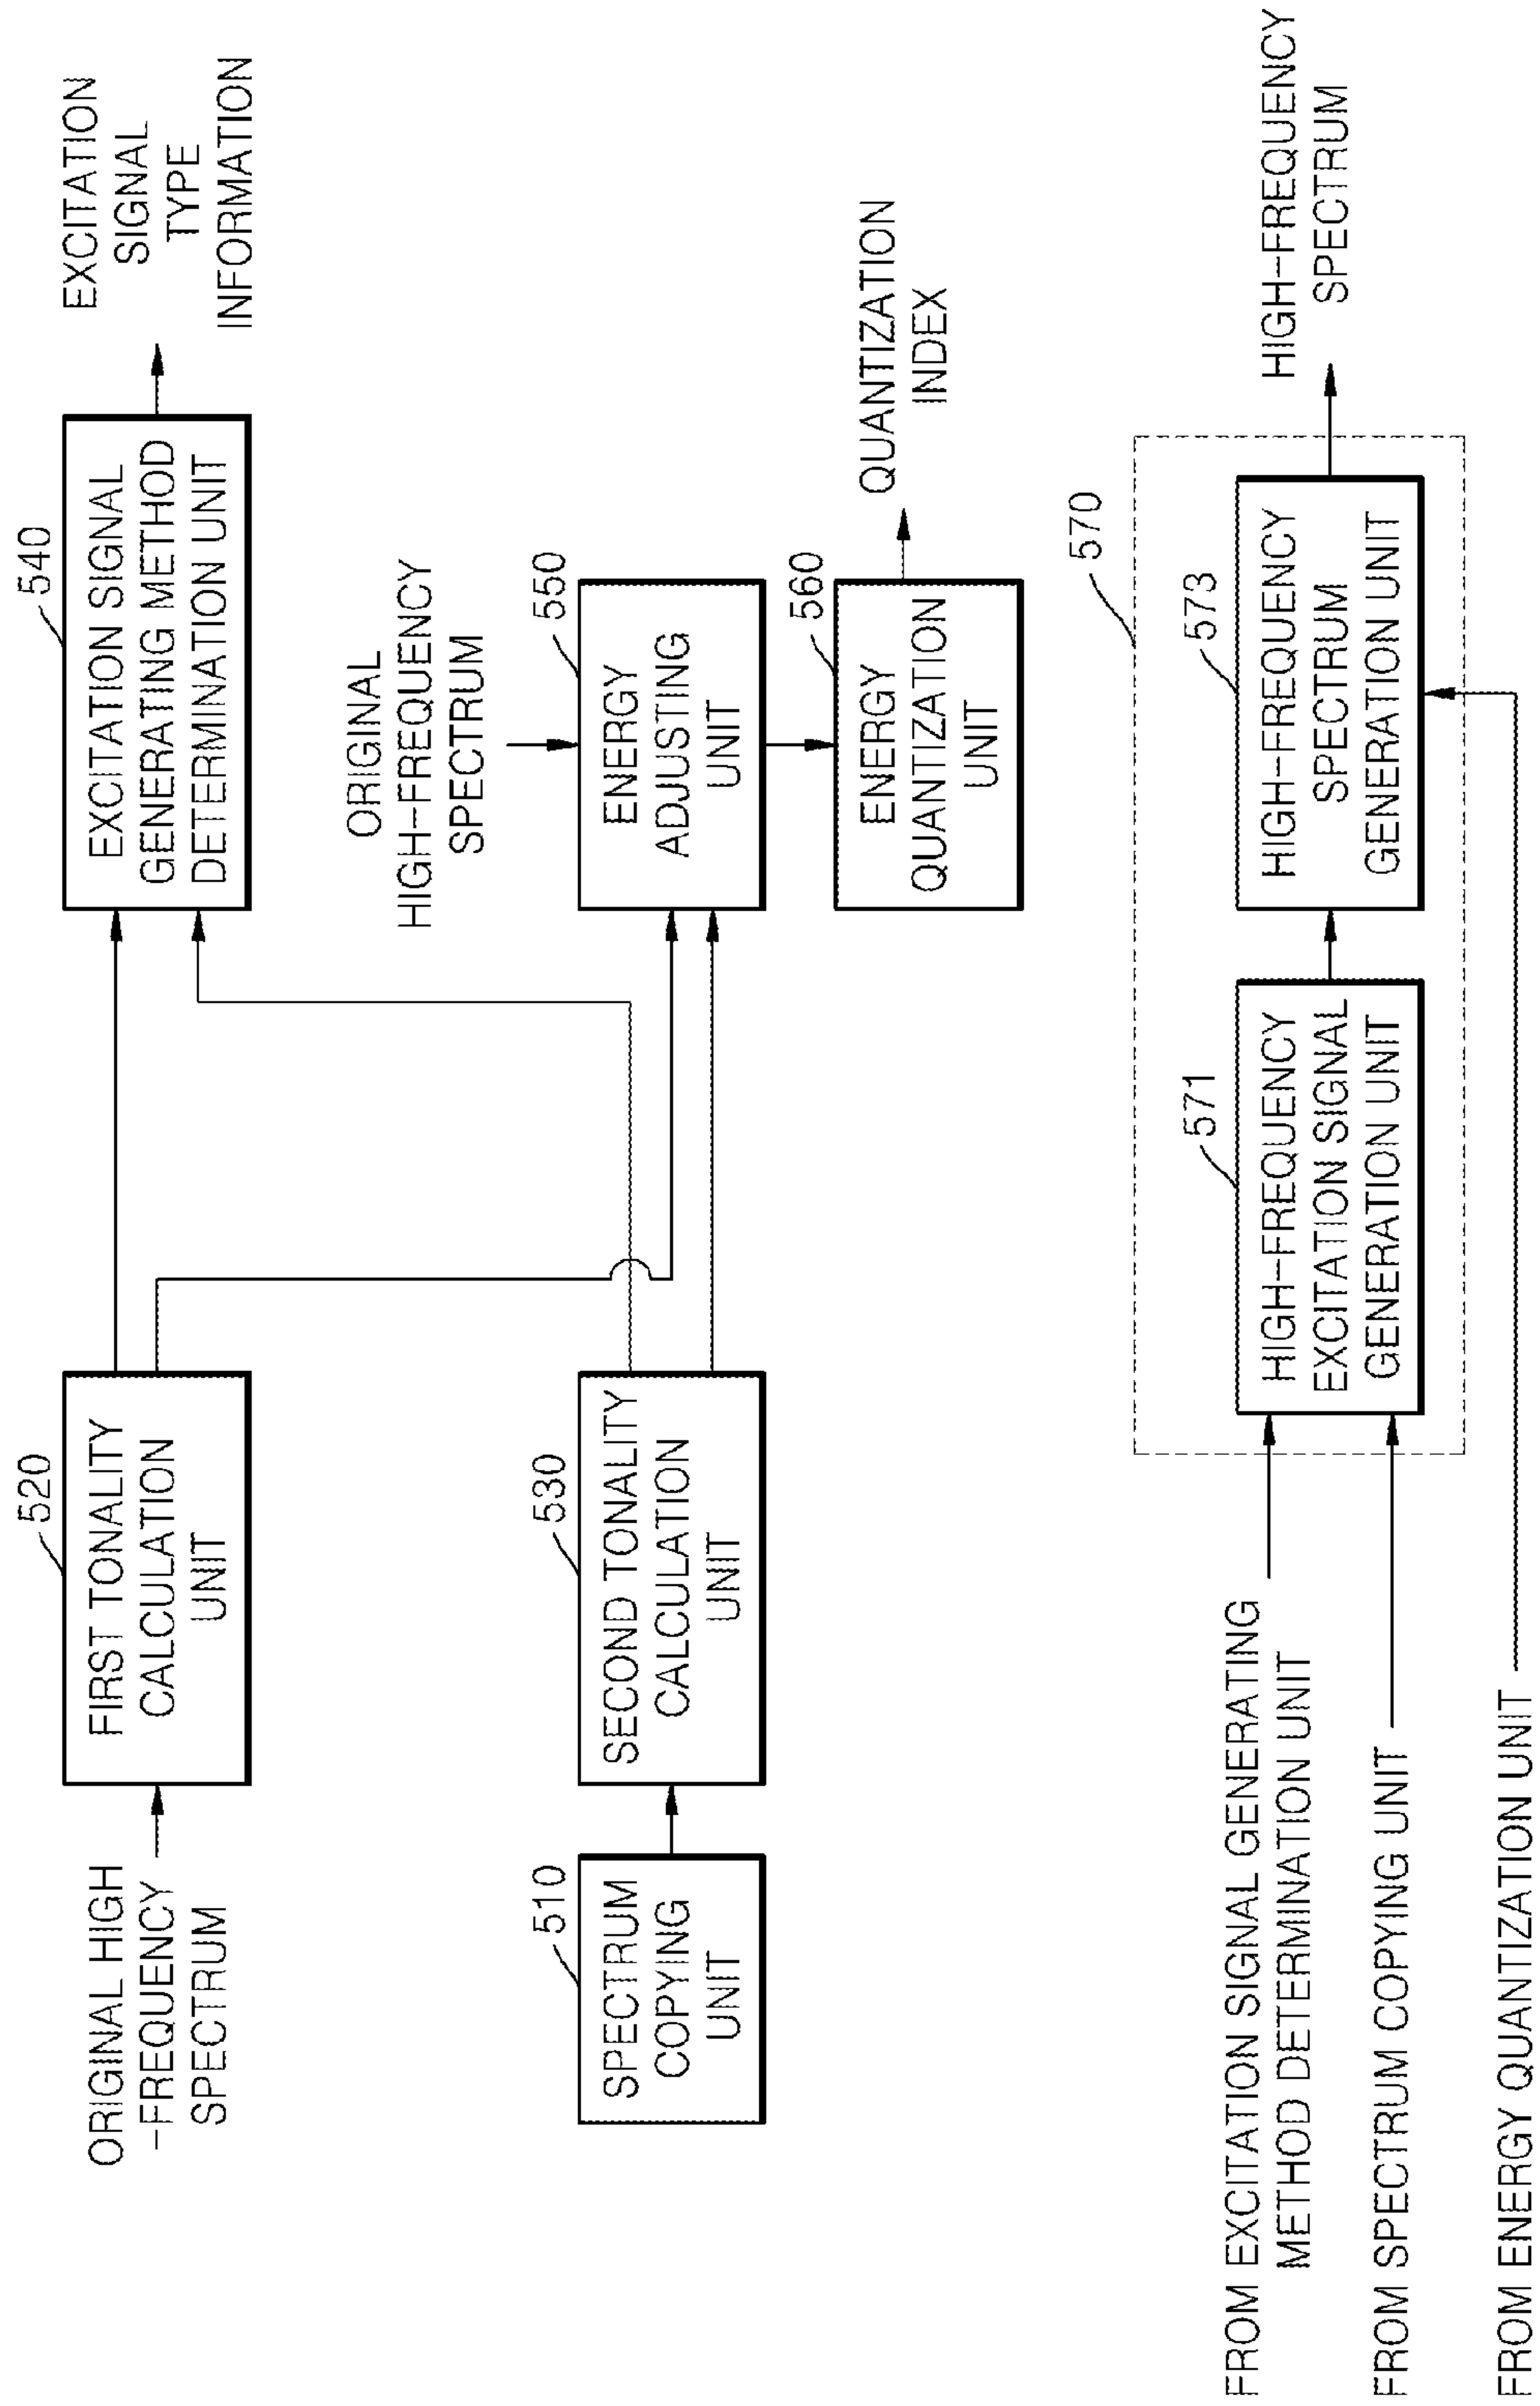 ORIGINAL HIGH
-FREQUENCY
SPECTRUM
520
FIRST TONALITY
CALCULATION
UNIT
540
EXCITATION SIGNAL
GENERATING METHOD
DETERMINATION UNIT
EXCITATION
SIGNAL
TYPE
INFORMATION
510
SPECTRUM
COPYING
UNIT
530
SECOND TONALITY
CALCULATION
UNIT
ORIGINAL
HIGH-FREQUENCY
SPECTRUM
550
ENERGY
ADJUSTING
UNIT
560
ENERGY
QUANTIZATION
UNIT
QUANTIZATION
INDEX
570
FROM EXCITATION SIGNAL GENERATING
METHOD DETERMINATION UNIT
FROM SPECTRUM COPYING UNIT
FROM ENERGY QUANTIZATION UNIT
571
HIGH-FREQUENCY
EXCITATION SIGNAL
GENERATION UNIT
573
HIGH-FREQUENCY
SPECTRUM
GENERATION UNIT
HIGH-FREQUENCY
SPECTRUM